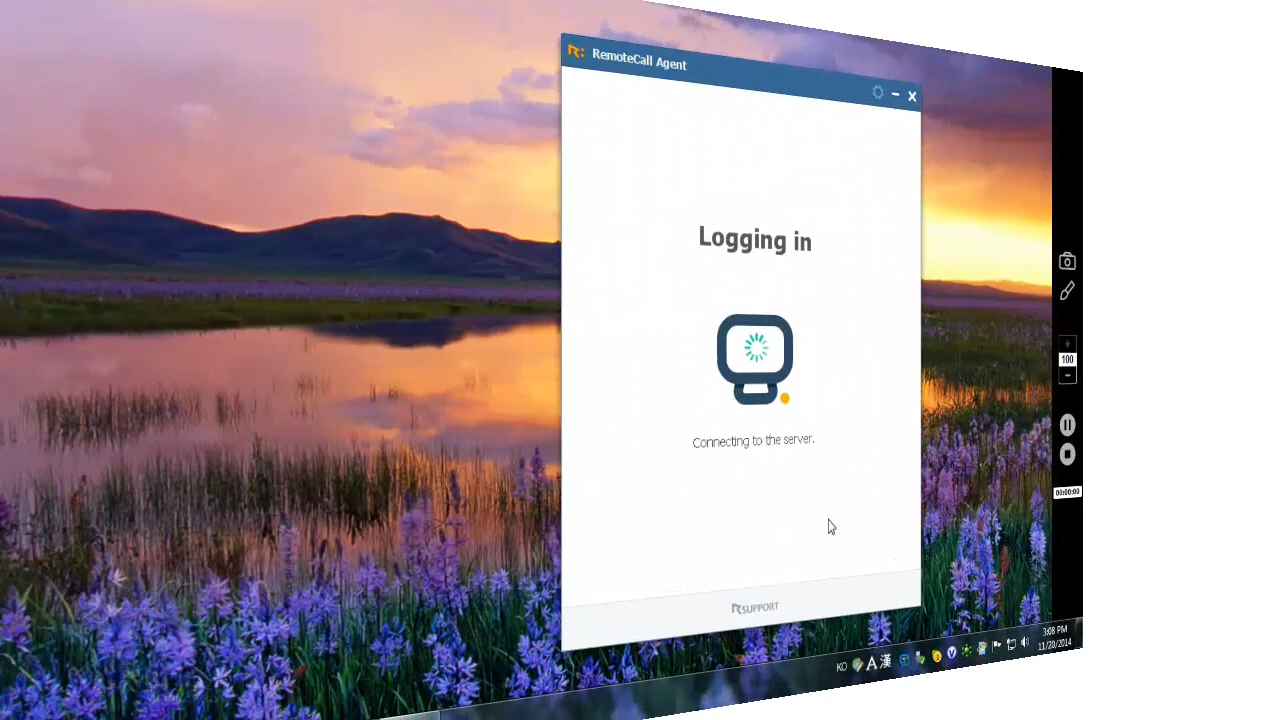 RemoteCall Agent
Logging in
Connecting to the server.
RSUPPORT
100
00:00:00
KO A 漢
3:08 PM
11/20/2014